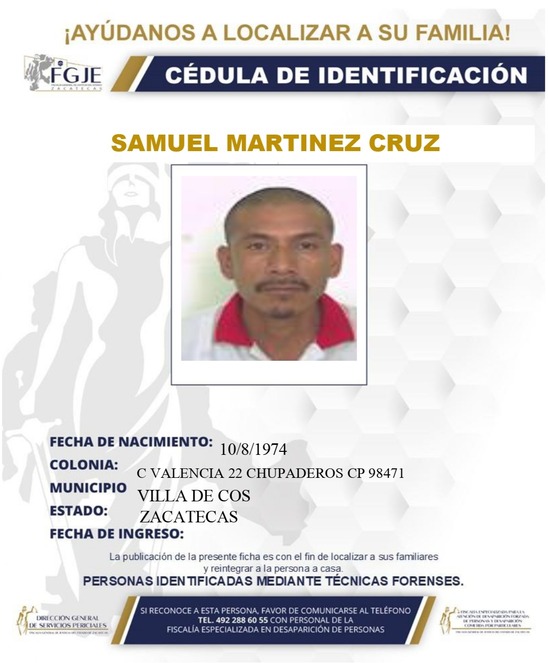 ¡AYÚDANOS A LOCALIZAR A SU FAMILIA!
FGJE
ZACATECAS
CÉDULA DE IDENTIFICACIÓN
SAMUEL MARTINEZ CRUZ
FECHA DE NACIMIENTO: 10/8/1974
COLONIA: C VALENCIA 22 CHUPADEROS CP 98471
MUNICIPIO VILLA DE COS
ESTADO: ZACATECAS
FECHA DE INGRESO:
La publicación de la presente ficha es con el fin de localizar a sus familiares
y reintegrar a la persona a casa.
PERSONAS IDENTIFICADAS MEDIANTE TÉCNICAS FORENSES.
DIRECCIÓN GENERAL
DE SERVICIOS PERICIALES
SI RECONOCE A ESTA PERSONA, FAVOR DE COMUNICARSE AL TELÉFONO
TEL. 492 288 60 55 CON PERSONAL DE LA
FISCALÍA ESPECIALIZADA EN DESAPARICIÓN DE PERSONAS